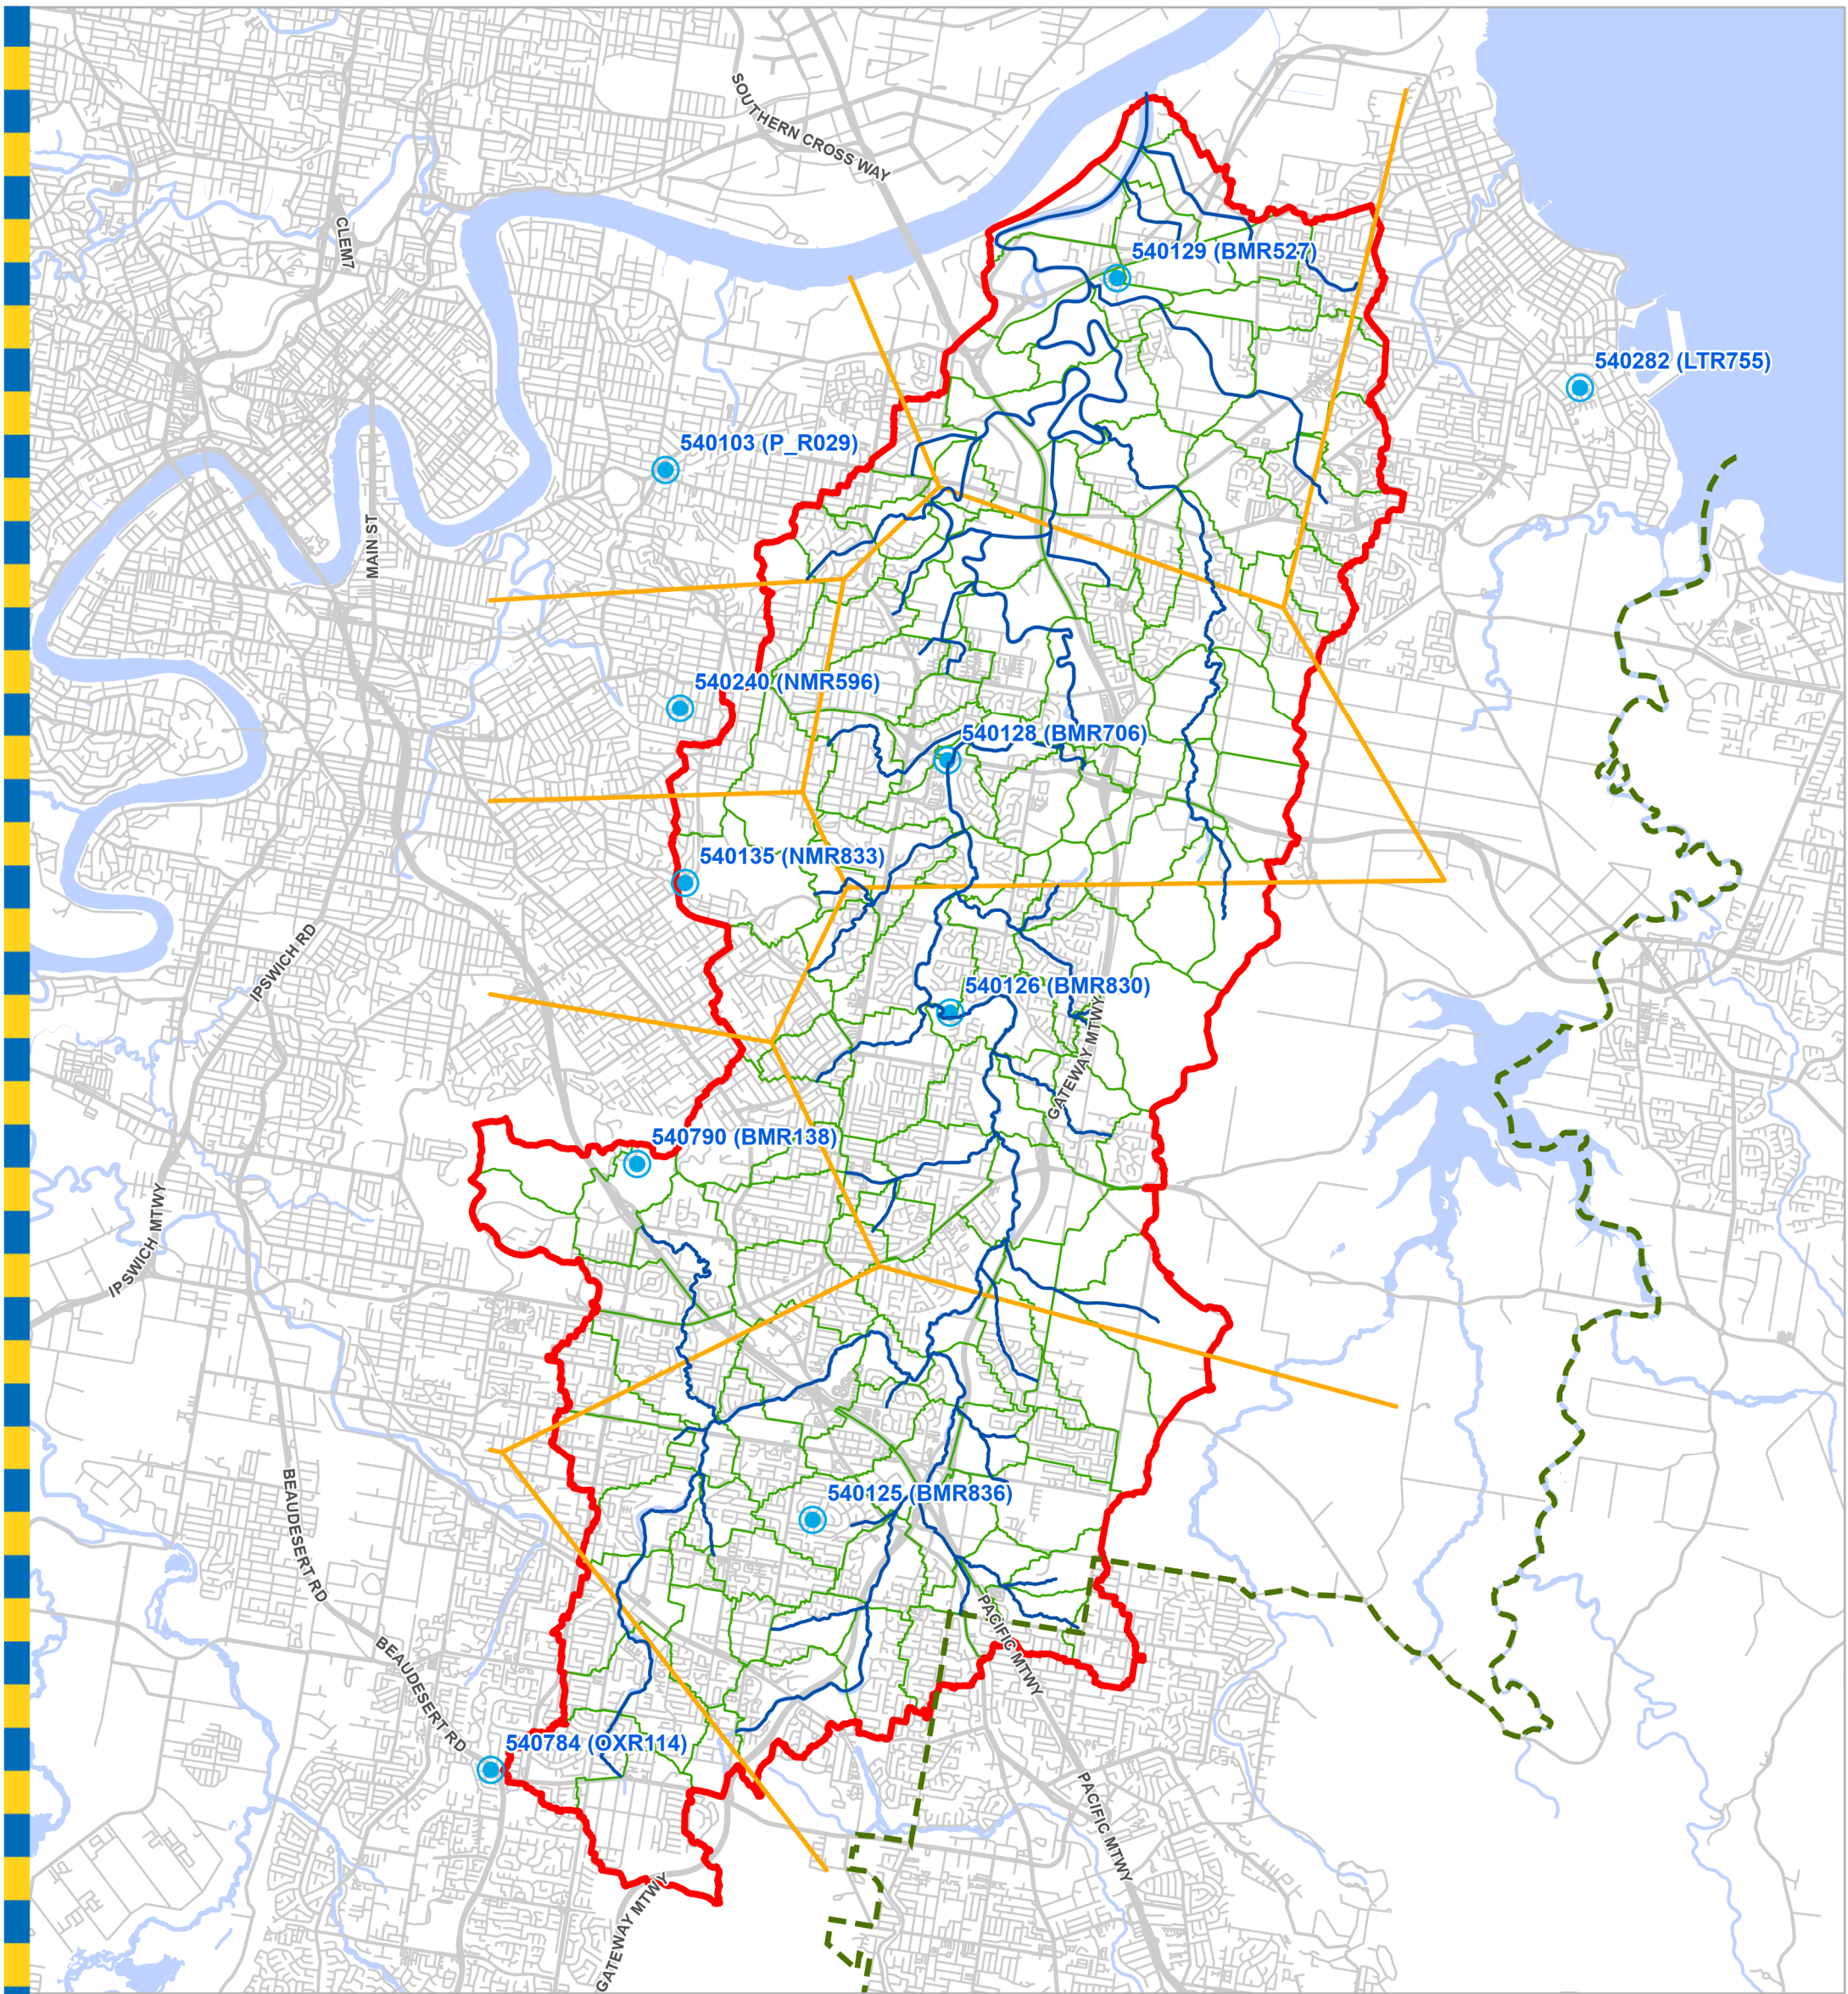 SOUTHERN CROSS WAY
CLEM7
540129 (BMR527)
540282 (LTR755)
540103 (P_R029)
MAIN ST
540240 (NMR596)
540128 (BMR706)
540135 (NMR833)
IPSWICH RD
540126 (BMR830)
GATEWAY MTWY
540790 (BMR138)
IPSWICH MTWY
BEAUDESERT RD
540125 (BMR836)
PACIFIC MTWY
BEAUDESERT RD
540784 (OXR114)
PACIFIC MTWY
GATEWAY MTWY